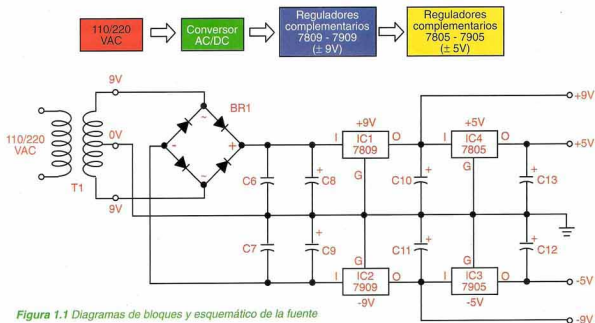 110/220
VAC
Conversor
AC/DC
Reguladores
complementarios
7809 - 7909
(± 9V)
Reguladores
complementarios
7805 - 7905
(± 5V)
9V
0V
9V
110/220
VAC
T1
BR1
~
-
+
~
C6
+
C8
C7
+
C9
+9V
I
IC1
7809
O
G
+
C10
+5V
I
IC4
7805
O
G
+
C13
+9V
+5V
G
I
IC2
7909
O
-9V
+
C11
G
I
IC3
7905
O
-5V
+
C12
-5V
-9V
Figura 1.1 Diagramas de bloques y esquemático de la fuente